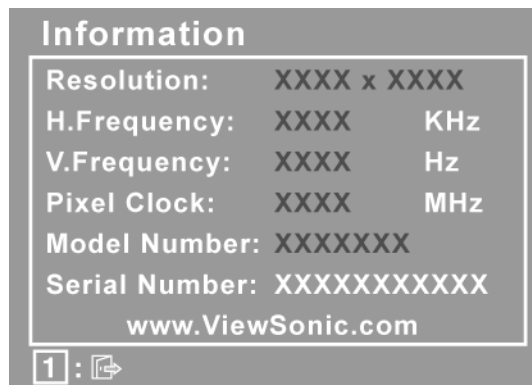 Information
Resolution: XXXX x XXXX
H.Frequency: XXXX KHz
V.Frequency: XXXX Hz
Pixel Clock: XXXX MHz
Model Number: XXXXXXX
Serial Number: XXXXXXXXXXX
www.ViewSonic.com
1 :